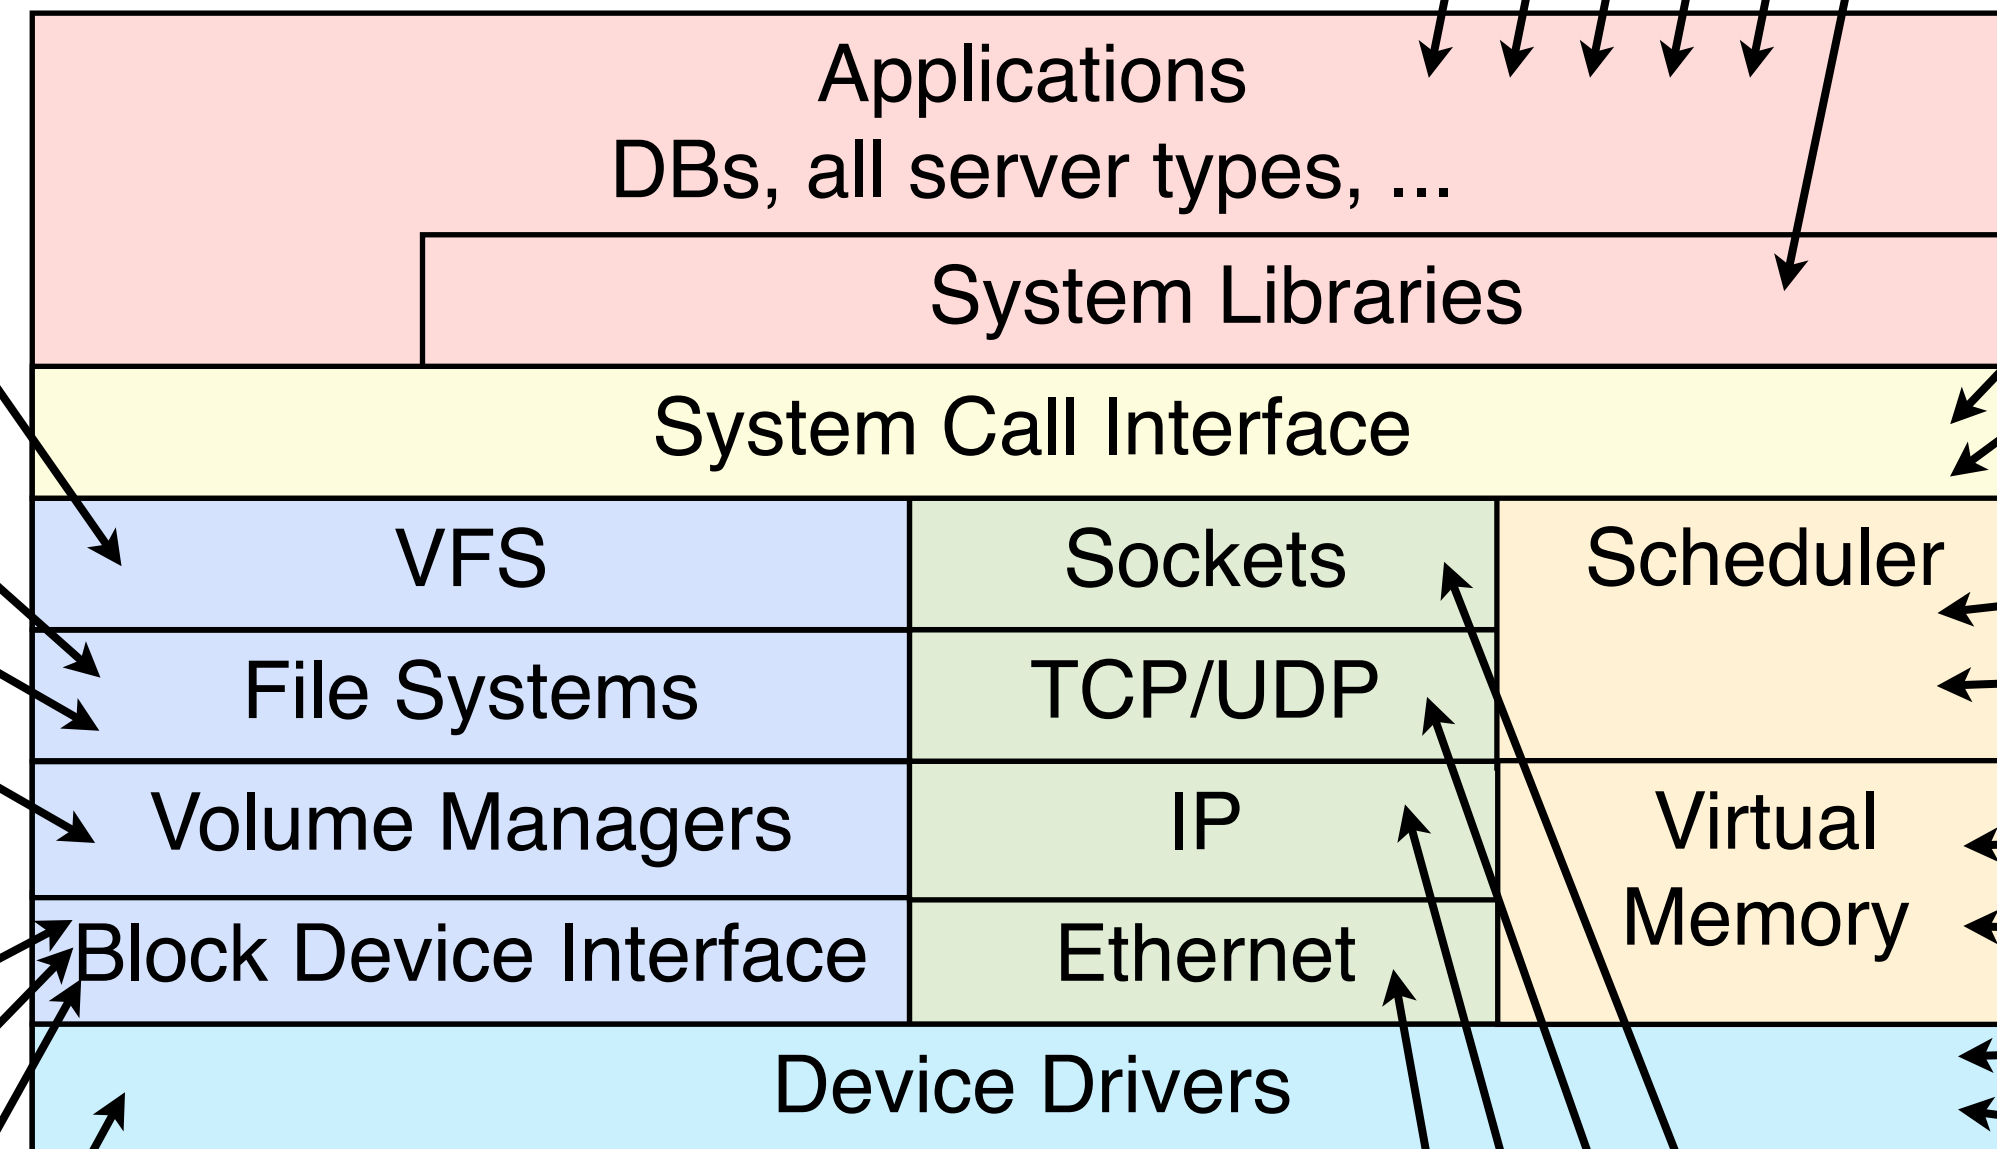 Applications
DBs, all server types, ...
System Libraries
System Call Interface
VFS
Sockets
Scheduler
File Systems
TCP/UDP
Volume Managers
IP
Virtual
Memory
Block Device Interface
Ethernet
Device Drivers